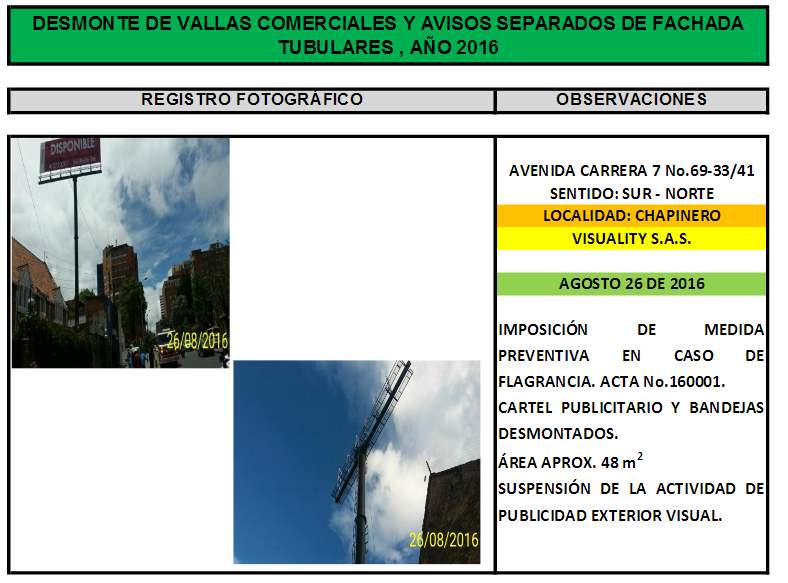 DESMONTE DE VALLAS COMERCIALES Y AVISOS SEPARADOS DE FACHADA
TUBULARES , AÑO 2016
REGISTRO FOTOGRÁFICO
OBSERVACIONES
DISPONIBLE
26/08/2016
26/08/2016
AVENIDA CARRERA 7 No.69-33/41
SENTIDO: SUR - NORTE
LOCALIDAD: CHAPINERO
VISUALITY S.A.S.
AGOSTO 26 DE 2016
IMPOSICIÓN DE MEDIDA
PREVENTIVA EN CASO DE
FLAGRANCIA. ACTA No.160001.
CARTEL PUBLICITARIO Y BANDEJAS
DESMONTADOS.
ÁREA APROX. 48 m²
SUSPENSIÓN DE LA ACTIVIDAD DE
PUBLICIDAD EXTERIOR VISUAL.